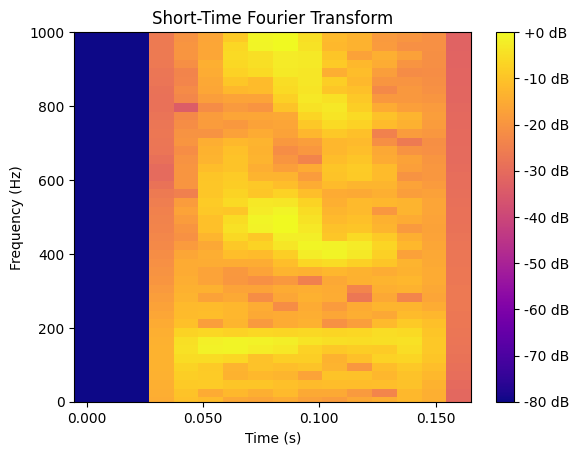 Short-Time Fourier Transform
1000
800
600
400
200
0
Frequency (Hz)
0.000
0.050
0.100
0.150
Time (s)
+0 dB
-10 dB
-20 dB
-30 dB
-40 dB
-50 dB
-60 dB
-70 dB
-80 dB